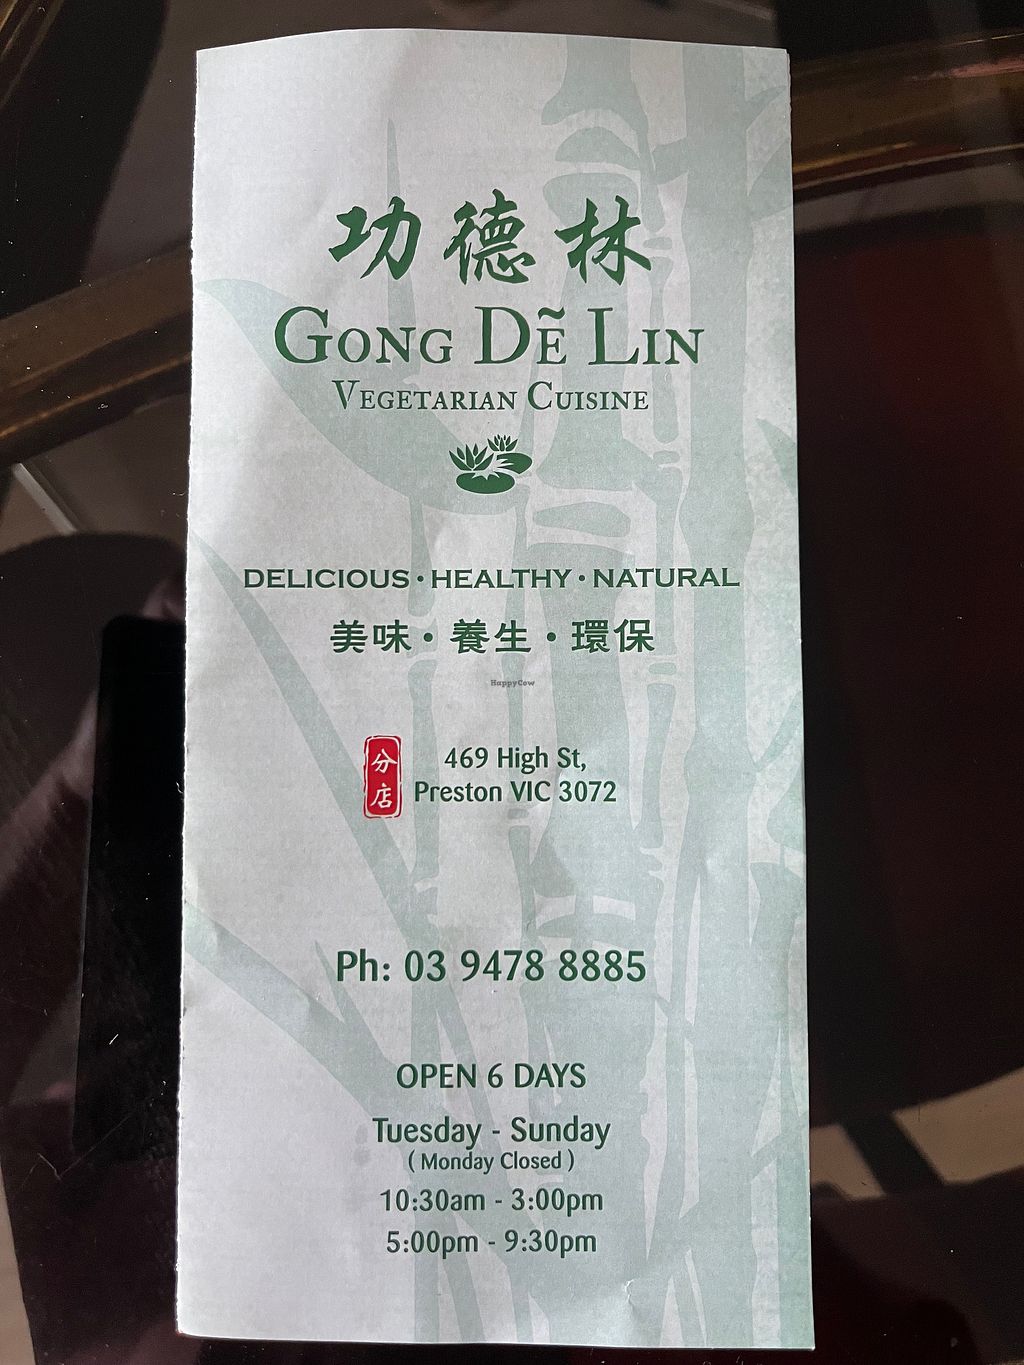 功德林
GONG DẼ LIN
VEGETARIAN CUISINE
DELICIOUS · HEALTHY · NATURAL
美味 · 養生 · 環保
HappyCow
分店
469 High St,
Preston VIC 3072
Ph: 03 9478 8885
OPEN 6 DAYS
Tuesday - Sunday
( Monday Closed )
10:30am - 3:00pm
5:00pm - 9:30pm